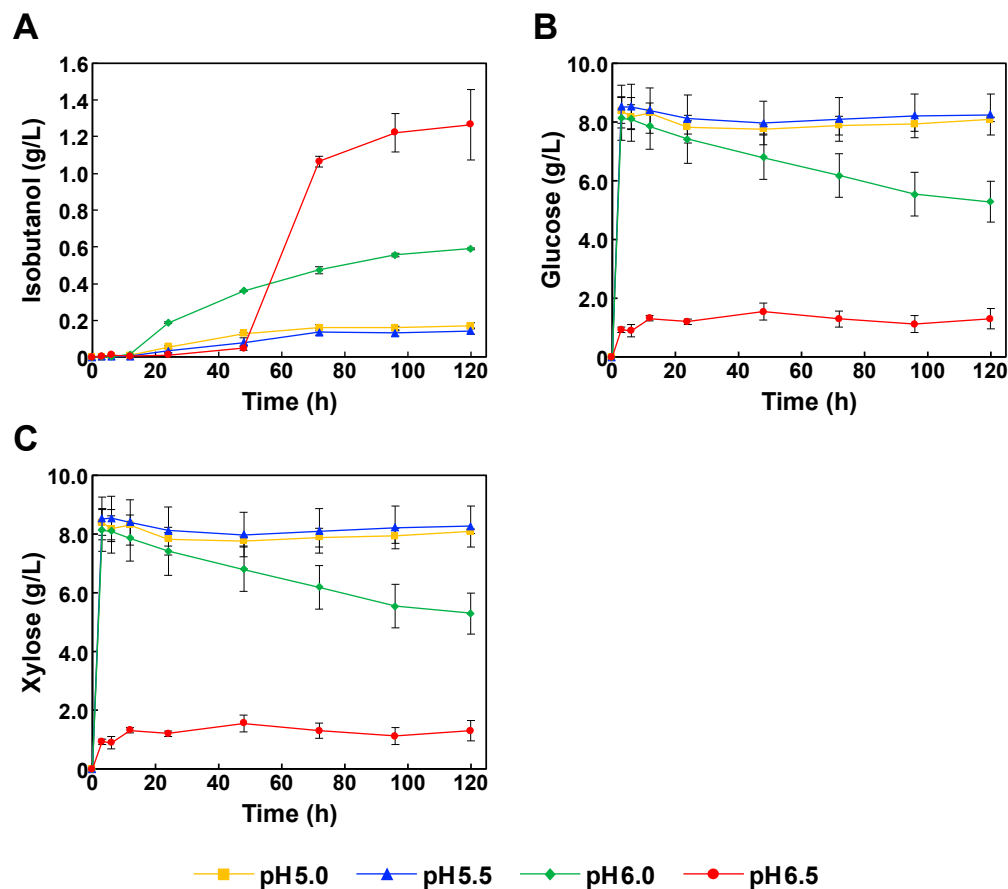 A
Isobutanol (g/L)
1.6
1.4
1.2
1.0
0.8
0.6
0.4
0.2
0
0 20 40 60 80 100 120
Time (h)
B
Glucose (g/L)
10.0
8.0
6.0
4.0
2.0
0
0 20 40 60 80 100 120
Time (h)
C
Xylose (g/L)
10.0
8.0
6.0
4.0
2.0
0
0 20 40 60 80 100 120
Time (h)
pH5.0 pH5.5 pH6.0 pH6.5